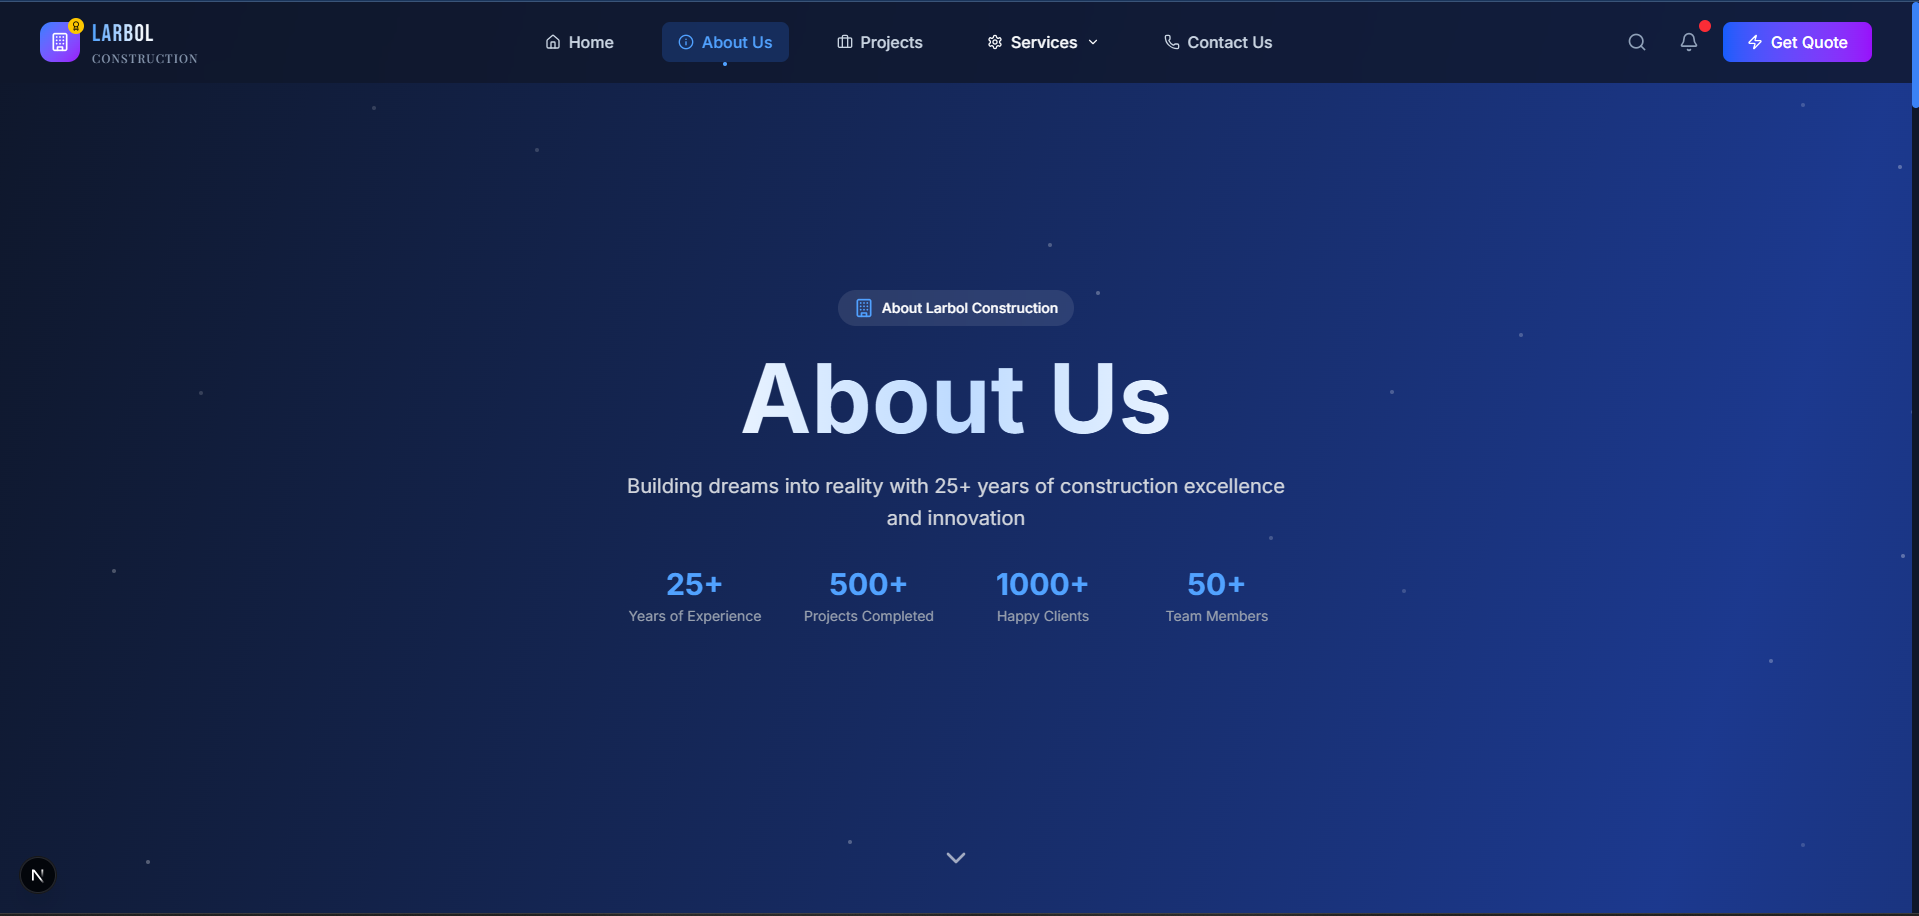 LARBOL
CONSTRUCTION
Home
About Us
Projects
Services
Contact Us
Get Quote
About Larbol Construction
About Us
Building dreams into reality with 25+ years of construction excellence
and innovation
25+
Years of Experience
500+
Projects Completed
1000+
Happy Clients
50+
Team Members
N